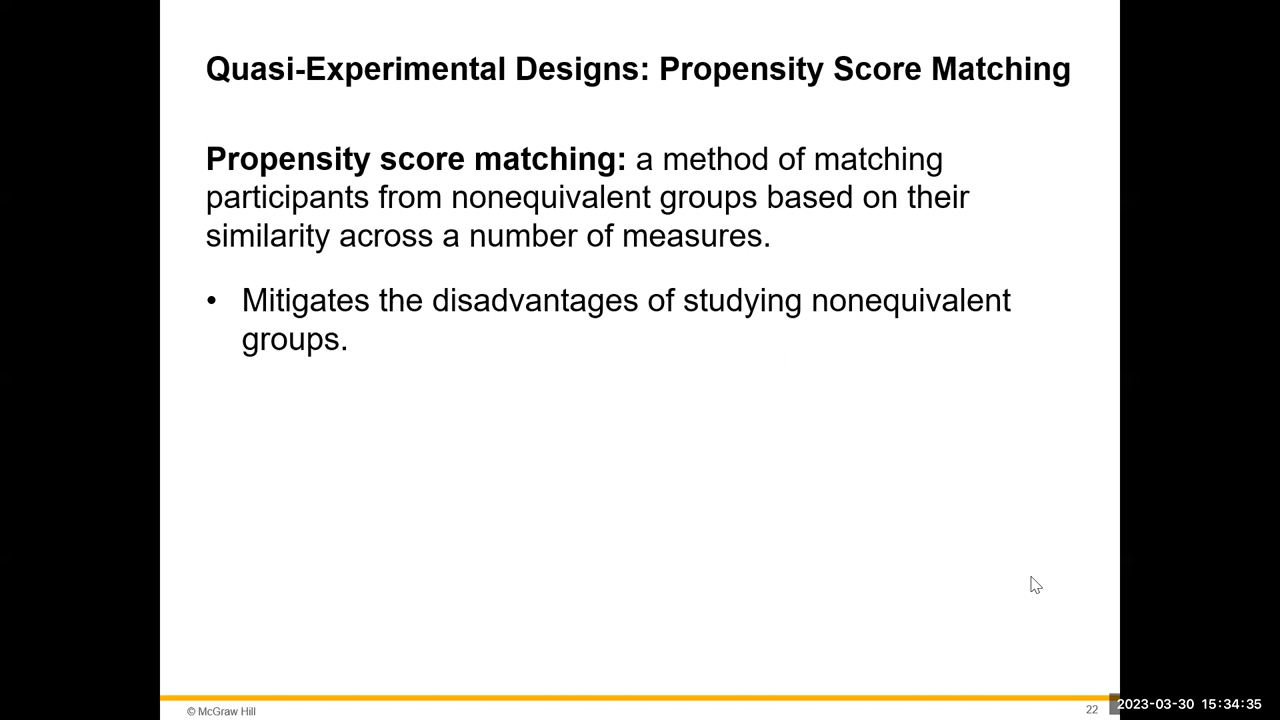 Quasi-Experimental Designs: Propensity Score Matching
Propensity score matching: a method of matching
participants from nonequivalent groups based on their
similarity across a number of measures.
• Mitigates the disadvantages of studying nonequivalent
groups.
© McGraw Hill
22
2023-03-30 15:34:35